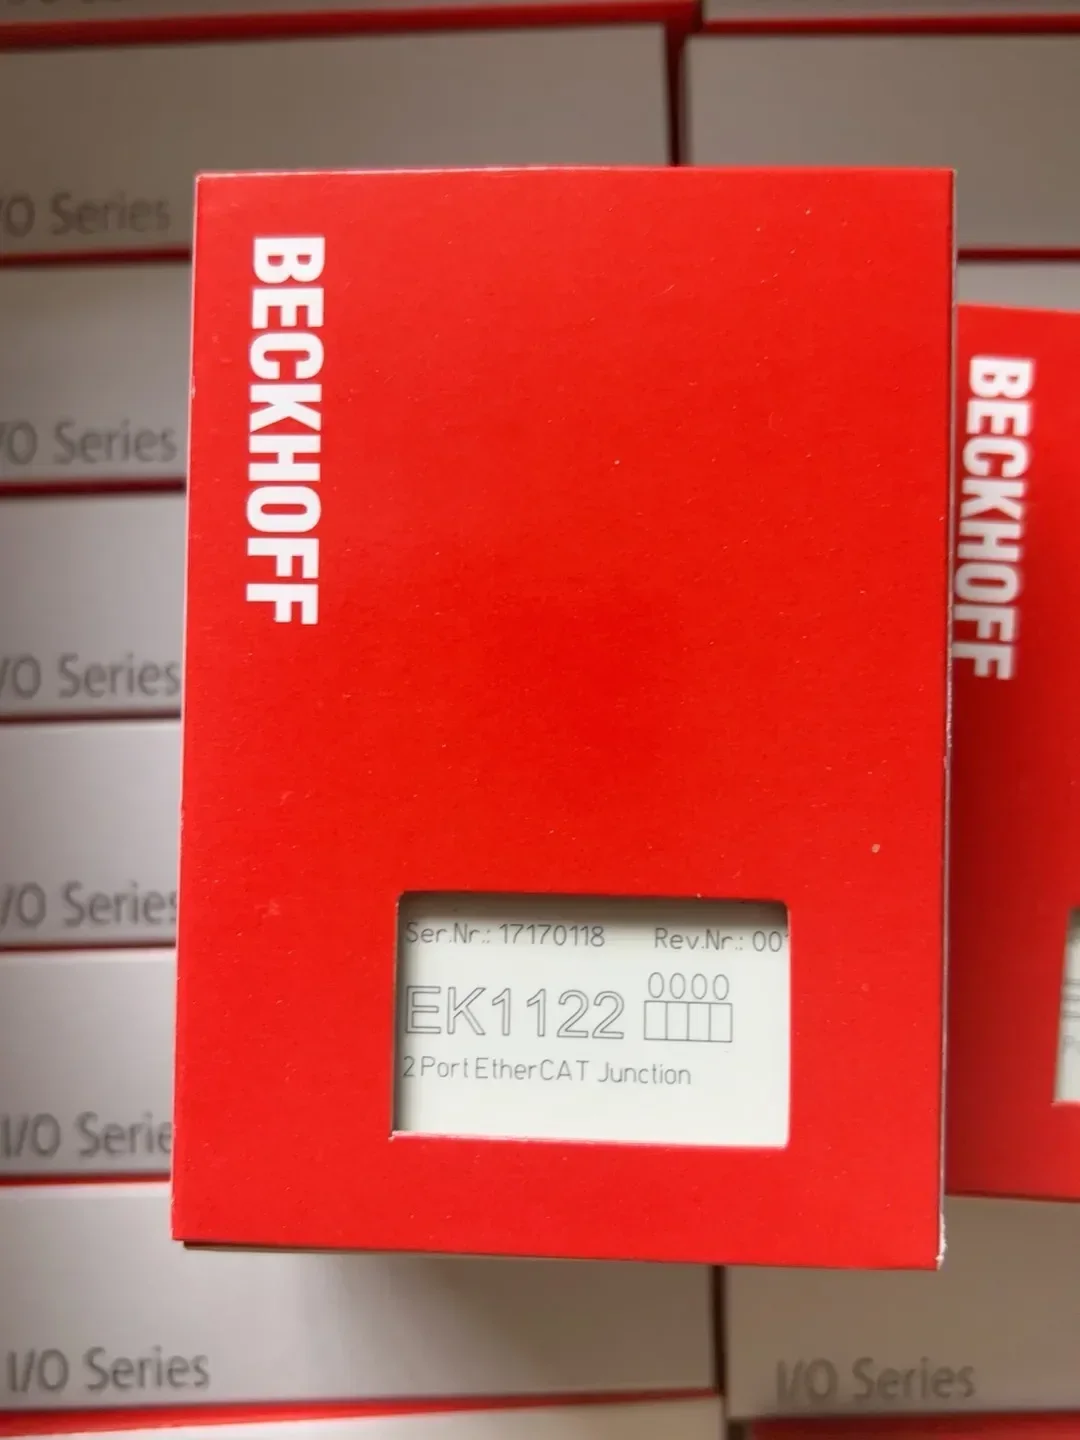 /O Series
/O Series
/O Series
/O Series
I/O Serie
I/O Series
BECKHOFF
Ser.Nr.: 17170118 Rev.Nr.: 00
EK1122 0000
2 Port EtherCAT Junction
BECKHOFF
I/O Series